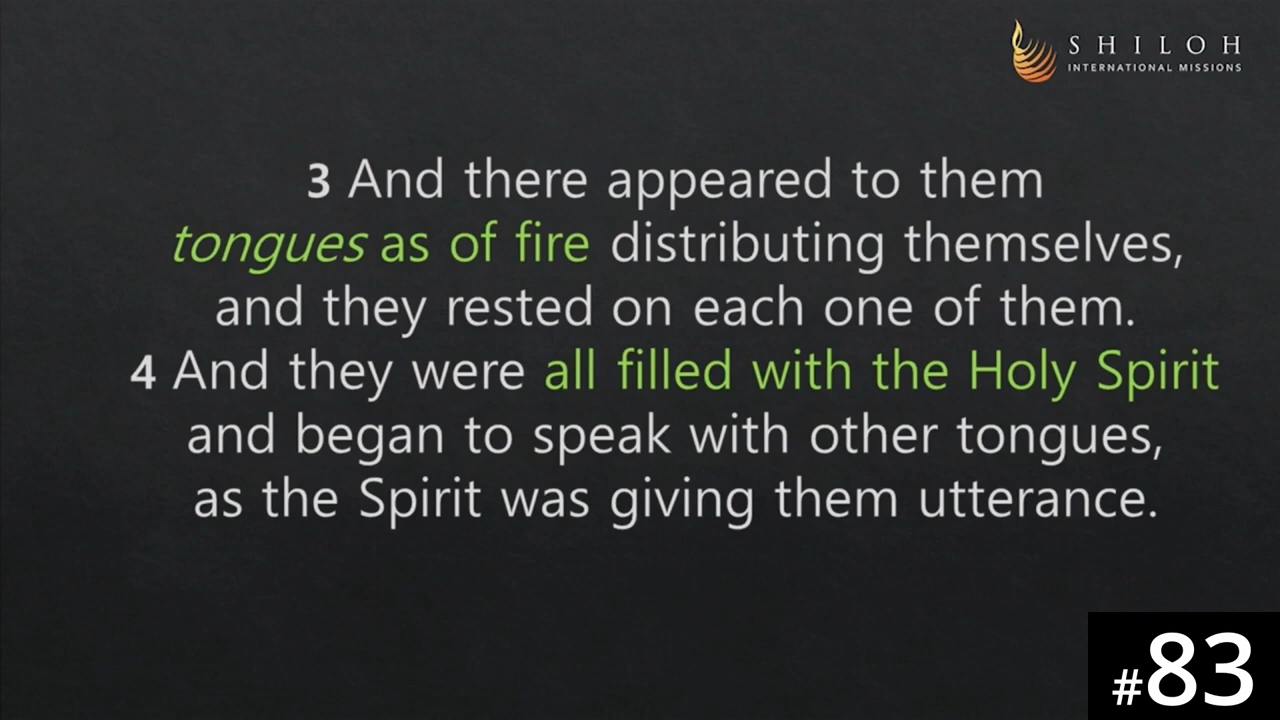 SHILOH
INTERNATIONAL MISSIONS
3 And there appeared to them
tongues as of fire distributing themselves,
and they rested on each one of them.
4 And they were all filled with the Holy Spirit
and began to speak with other tongues,
as the Spirit was giving them utterance.
#83